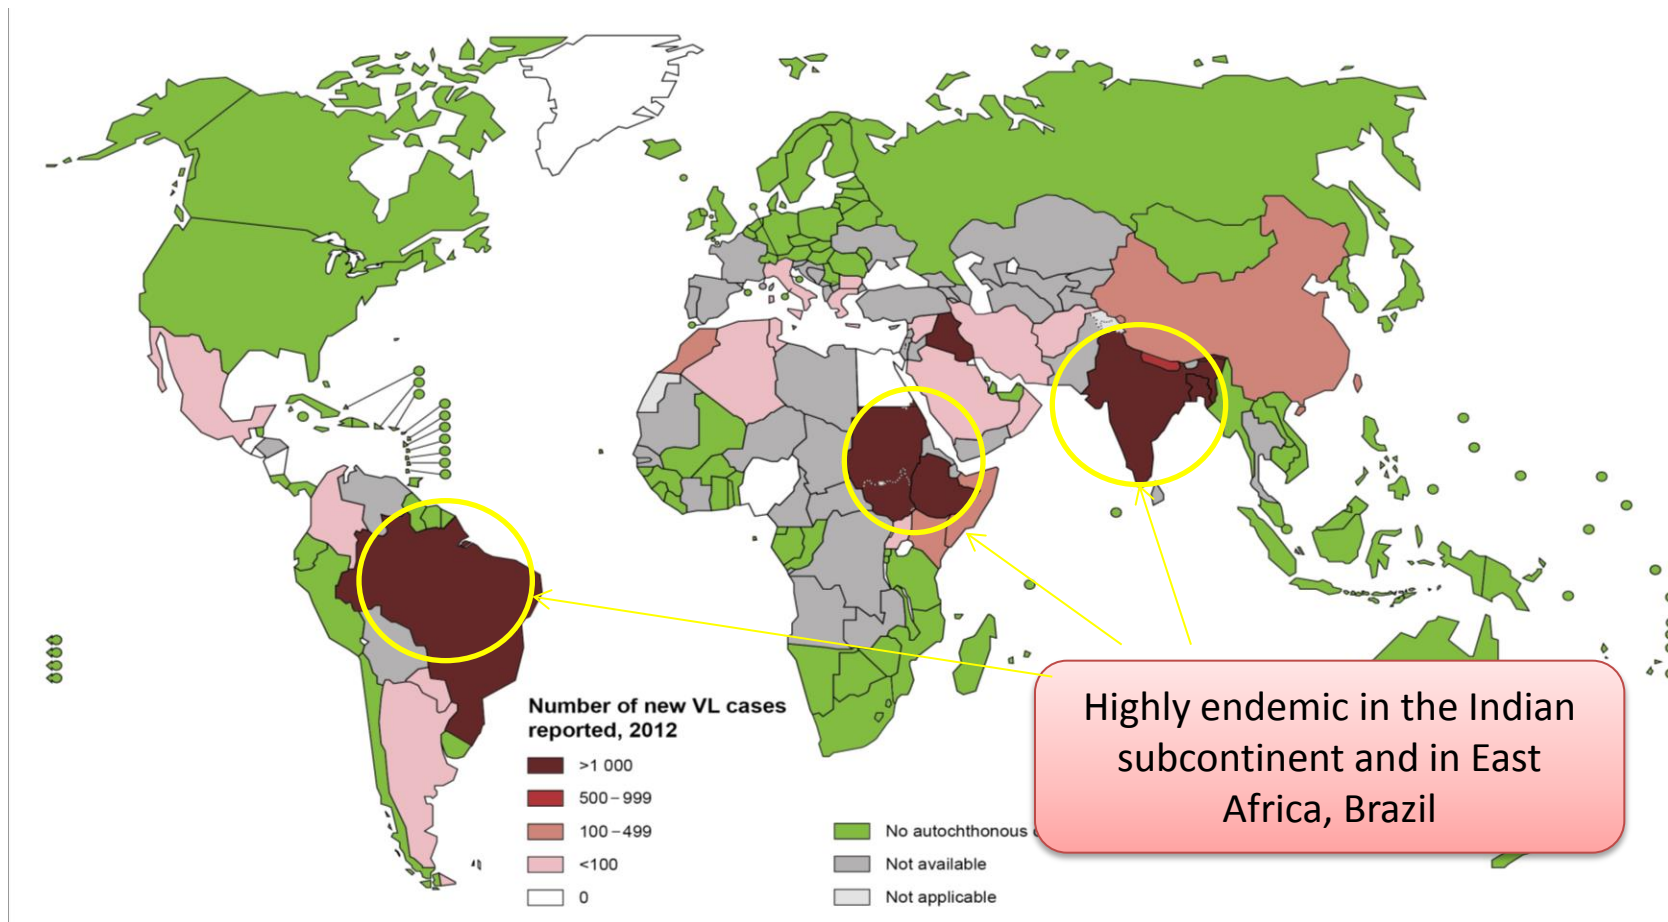 Number of new VL cases
reported, 2012
>1 000
500–999
100–499
<100
0
No autochthonous
Not available
Not applicable
Highly endemic in the Indian
subcontinent and in East
Africa, Brazil